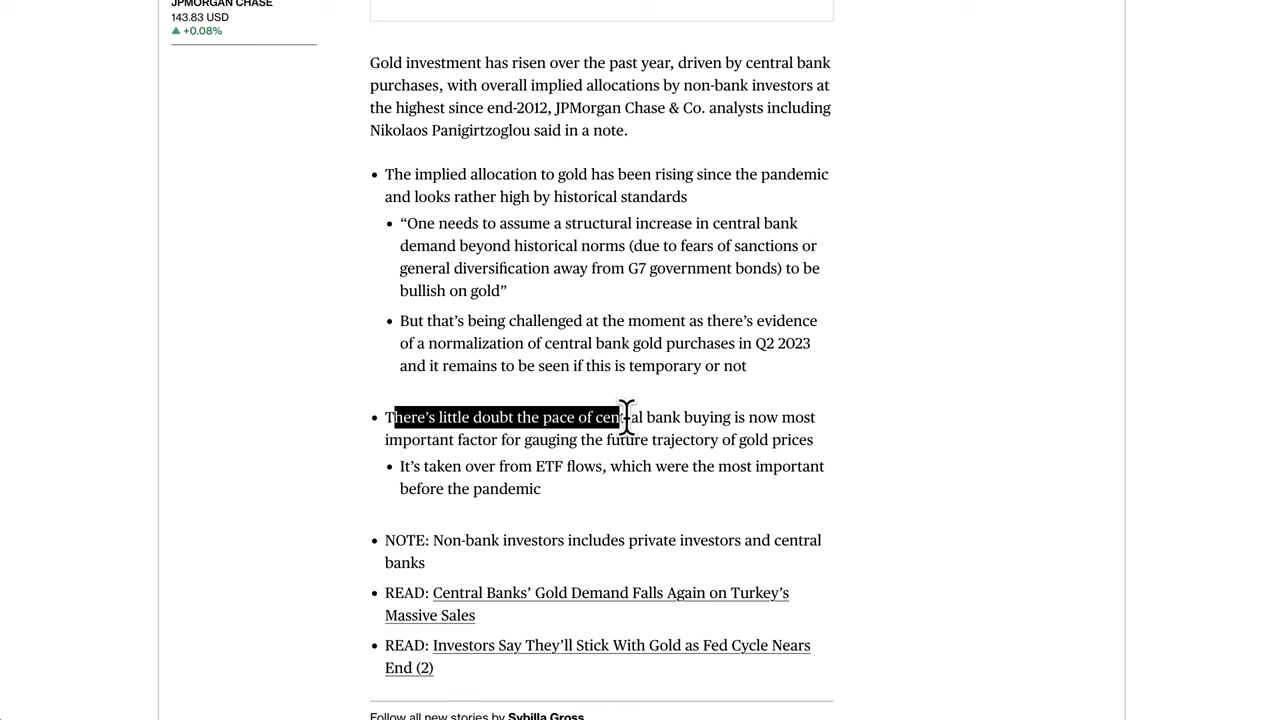 JPMORGAN CHASE
143.83 USD
▲ +0.08%
Gold investment has risen over the past year, driven by central bank
purchases, with overall implied allocations by non-bank investors at
the highest since end-2012, JPMorgan Chase & Co. analysts including
Nikolaos Panigirtzoglou said in a note.
• The implied allocation to gold has been rising since the pandemic
and looks rather high by historical standards
• “One needs to assume a structural increase in central bank
demand beyond historical norms (due to fears of sanctions or
general diversification away from G7 government bonds) to be
bullish on gold”
• But that’s being challenged at the moment as there’s evidence
of a normalization of central bank gold purchases in Q2 2023
and it remains to be seen if this is temporary or not
• There’s little doubt the pace of central bank buying is now most
important factor for gauging the future trajectory of gold prices
• It’s taken over from ETF flows, which were the most important
before the pandemic
• NOTE: Non-bank investors includes private investors and central
banks
• READ: Central Banks’ Gold Demand Falls Again on Turkey’s
Massive Sales
• READ: Investors Say They’ll Stick With Gold as Fed Cycle Nears
End (2)
Follow all new stories by Sybilla Gross